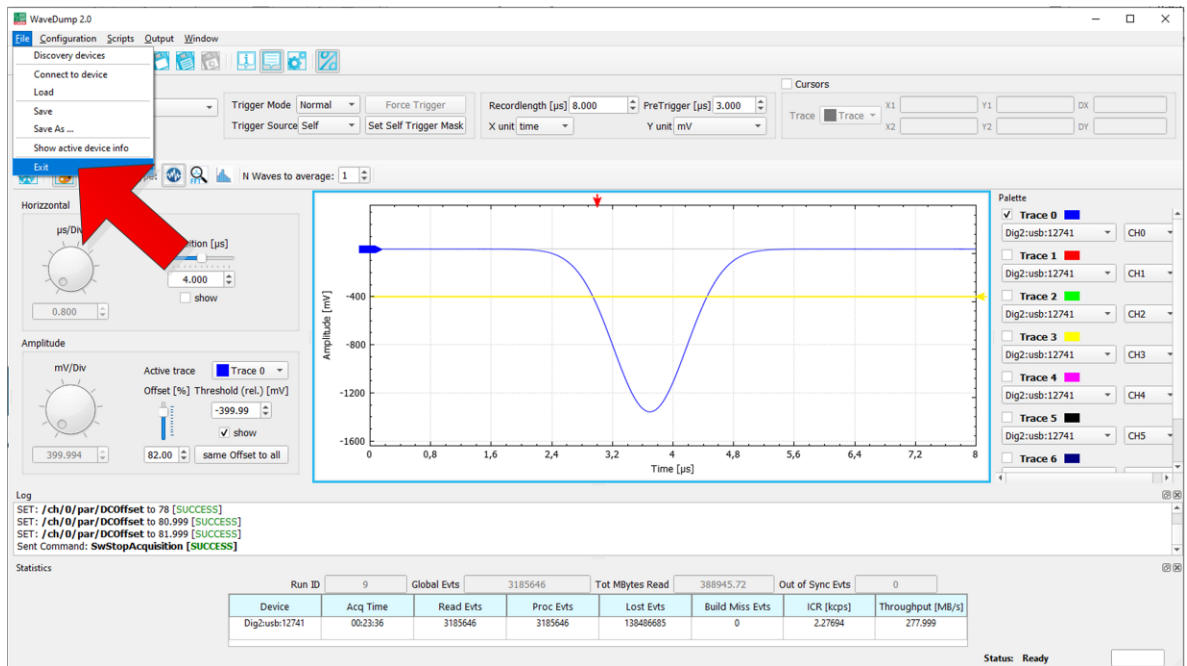 WaveDump 2.0
File Configuration Scripts Output Window
Discovery devices
Connect to device
Load
Save
Save As ...
Show active device info
Exit
Trigger Mode Normal Force Trigger
Trigger Source Self Set Self Trigger Mask
Recordlength [µs] 8.000 PreTrigger [µs] 3.000
X unit time Y unit mV
Cursors
Trace Trace X1 Y1 DX
X2 Y2 DY
N Waves to average: 1
Horizzontal
µs/Div
[µs]
4.000
show
0.800
Amplitude
mV/Div
Active trace Trace 0
Offset [%] Threshold (rel.) [mV]
-399.99
show
399.994 82.00 same Offset to all
Amplitude [mV]
-400
-800
-1200
-1600
0 0,8 1,6 2,4 3,2 4 4,8 5,6 6,4 7,2 8
Time [µs]
Palette
Trace 0
Dig2:usb:12741 CH0
Trace 1
Dig2:usb:12741 CH1
Trace 2
Dig2:usb:12741 CH2
Trace 3
Dig2:usb:12741 CH3
Trace 4
Dig2:usb:12741 CH4
Trace 5
Dig2:usb:12741 CH5
Trace 6
Log
SET: /ch/0/par/DCOffset to 78 [SUCCESS]
SET: /ch/0/par/DCOffset to 80.999 [SUCCESS]
SET: /ch/0/par/DCOffset to 81.999 [SUCCESS]
Sent Command: SwStopAcquisition [SUCCESS]
Statistics
Run ID 9 Global Evts 3185646 Tot MBytes Read 388945.72 Out of Sync Evts 0
Device Acq Time Read Evts Proc Evts Lost Evts Build Miss Evts ICR [kcps] Throughput [MB/s]
Dig2:usb:12741 00:23:36 3185646 3185646 138486685 0 2.27694 277.999
Status: Ready